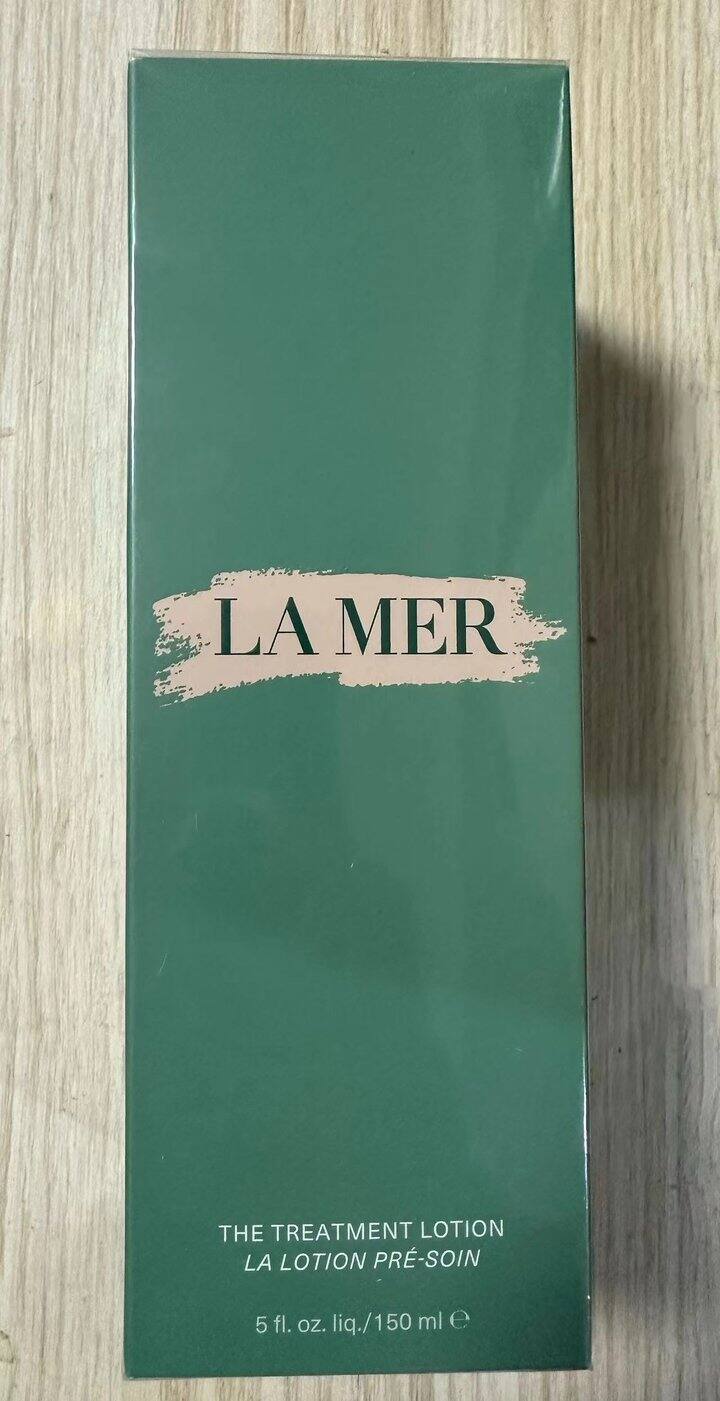 LA MER
THE TREATMENT LOTION
LA LOTION PRÉ-SOIN
5 fl. oz. liq./150 ml ℮